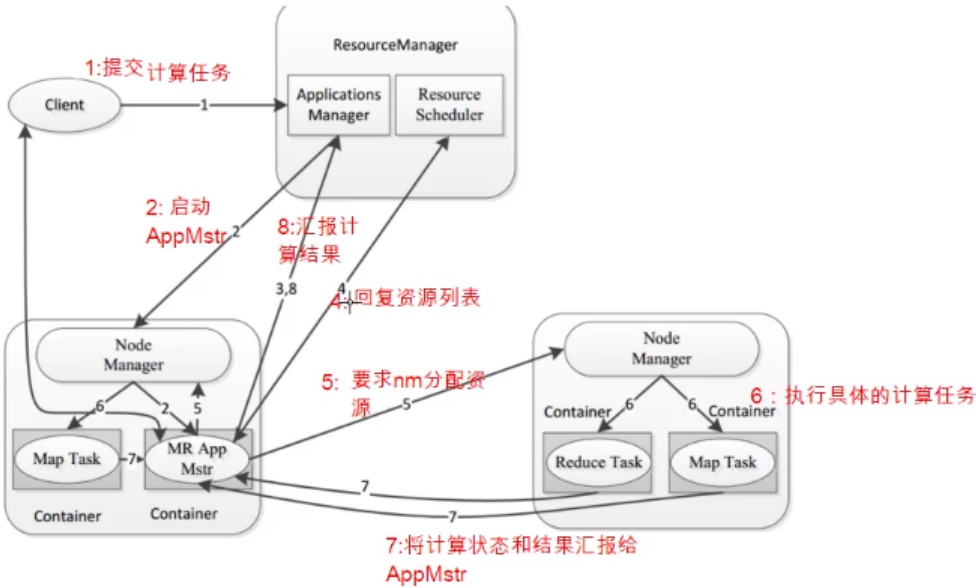 ResourceManager
1:提交计算任务
Client
1
Applications
Manager
Resource
Scheduler
2: 启动
AppMstr
2
8:汇报计
算结果
3,8
4
4:回复资源列表
Node
Manager
5: 要求nm分配资
源
5
Node
Manager
6：执行具体的计算任务
6
2
5
Container
6
6
Container
Map Task
7
MR App
Mstr
Reduce Task
Map Task
7
Container
Container
7
7:将计算状态和结果汇报给
AppMstr